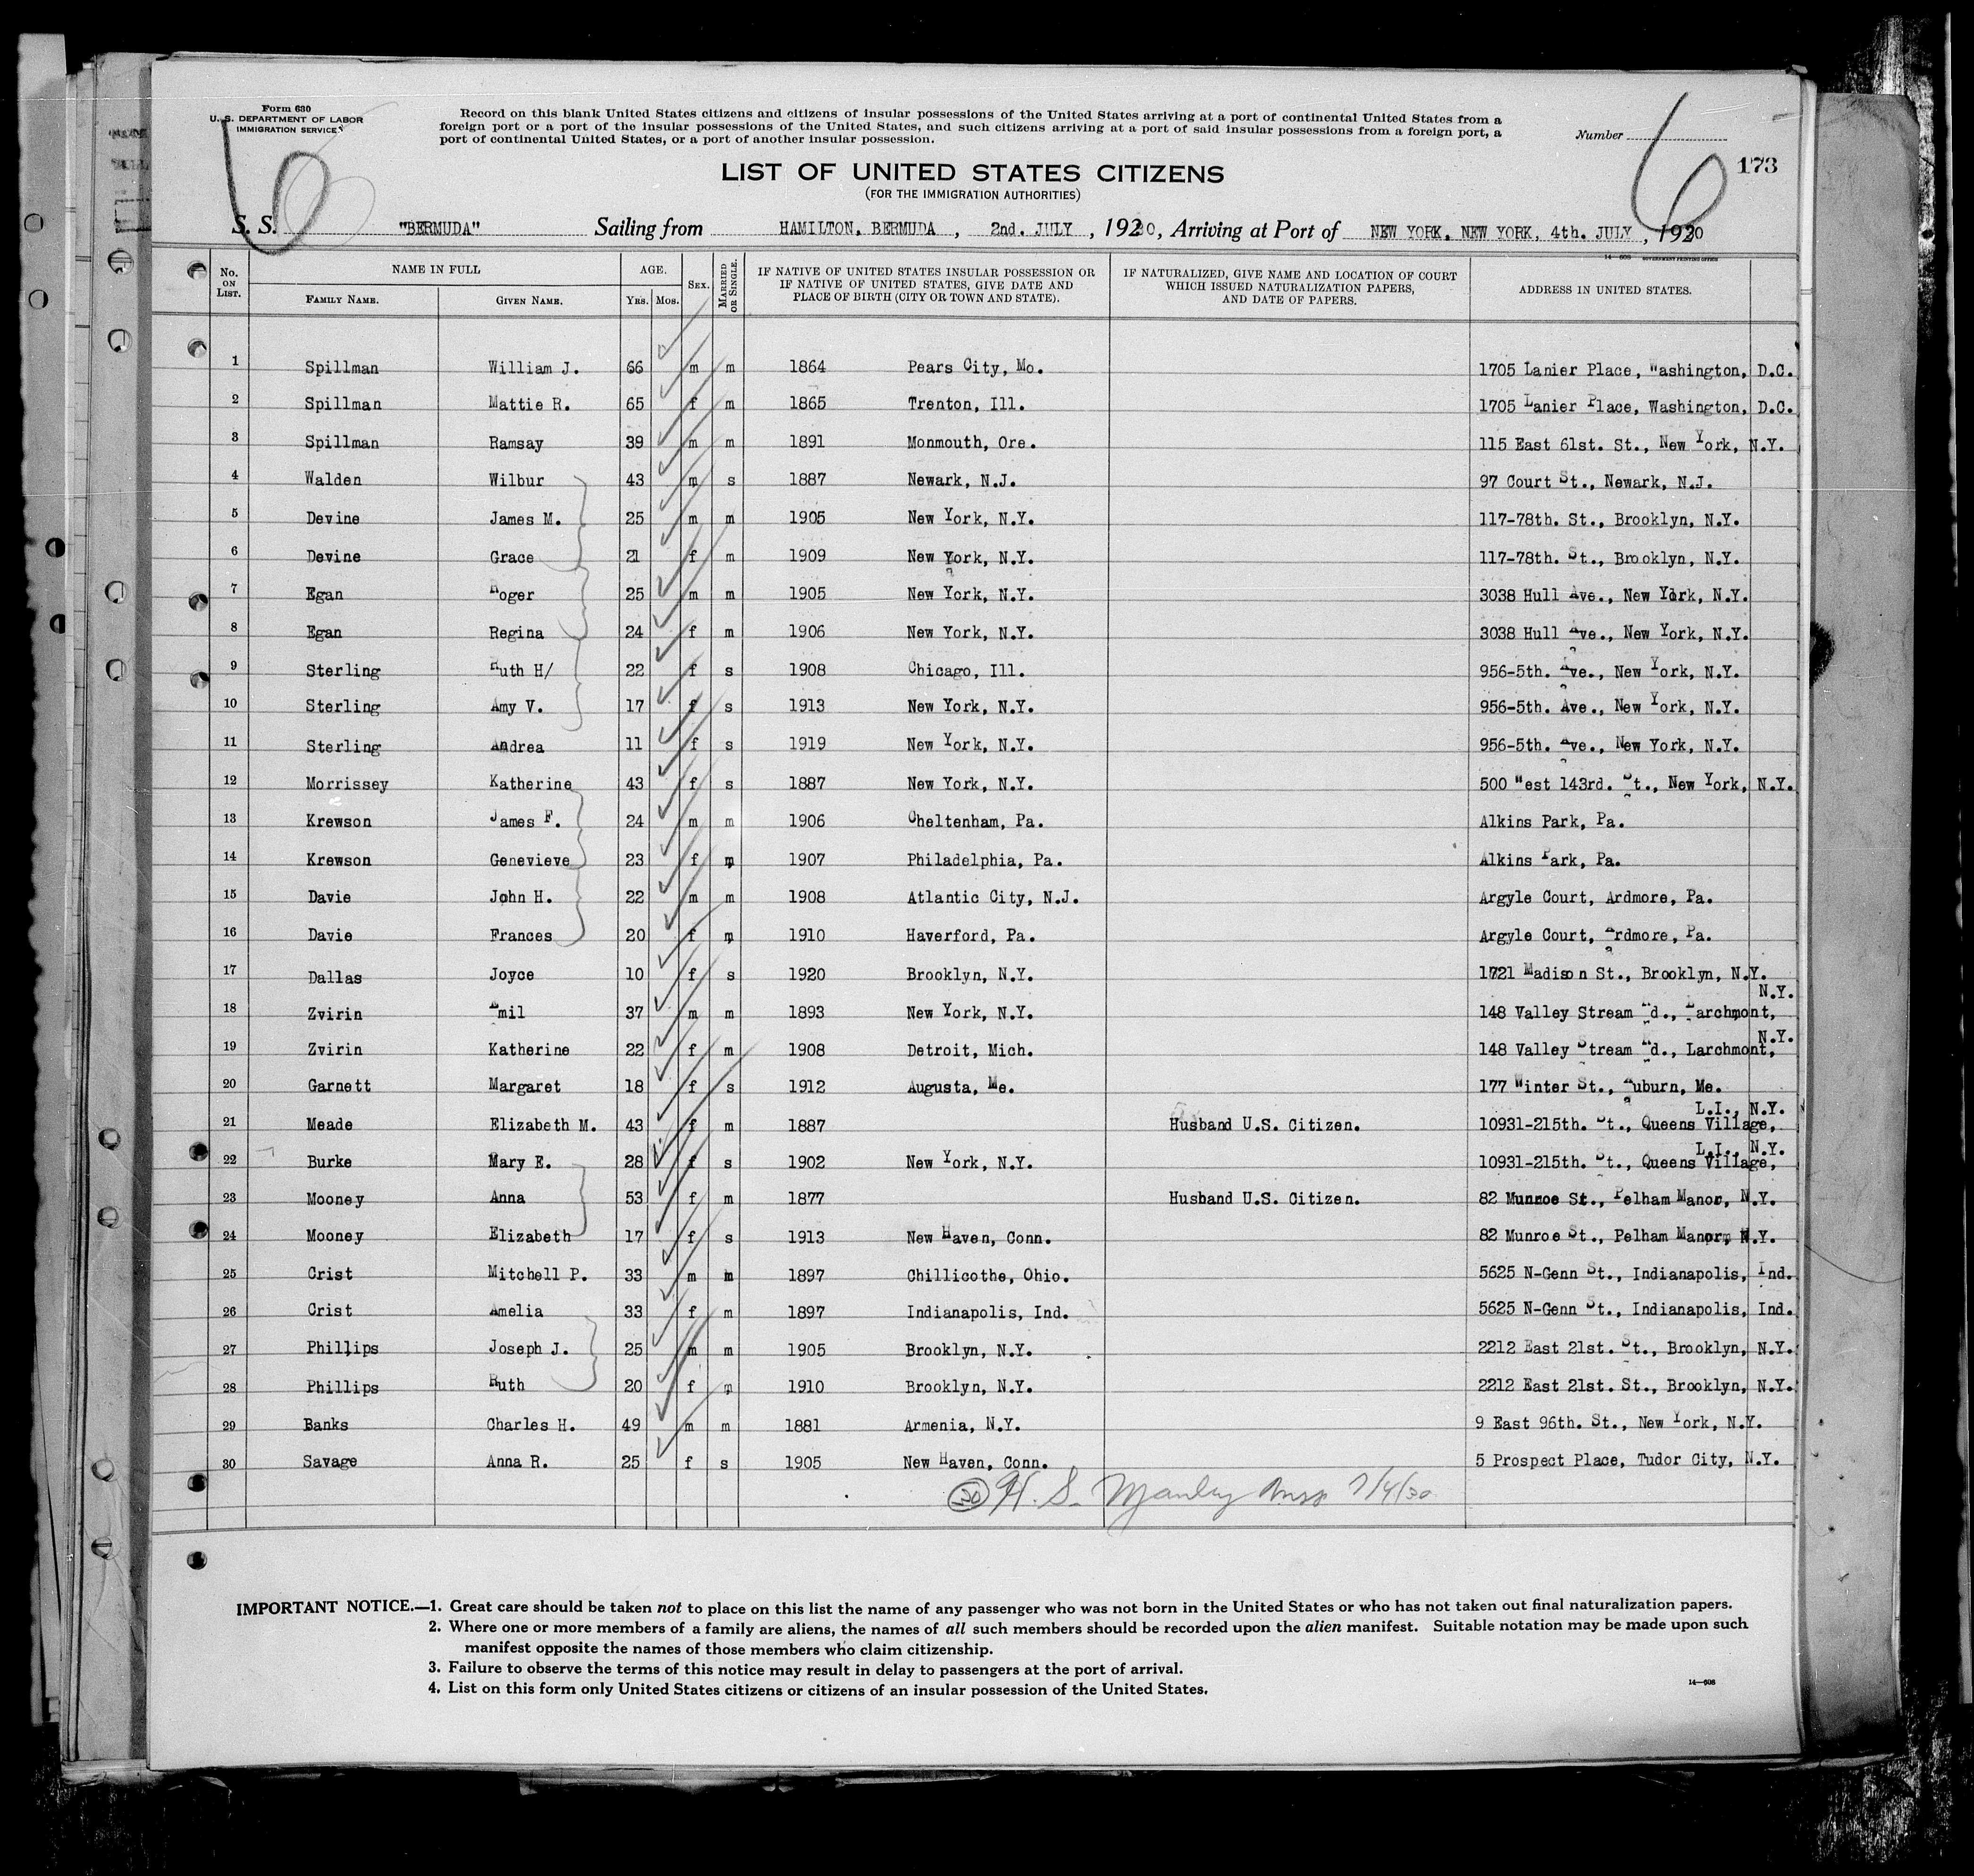 Form 630
U. S. DEPARTMENT OF LABOR
IMMIGRATION SERVICE
Record on this blank United States citizens and citizens of insular possessions of the United States arriving at a port of continental United States from a
foreign port or a port of the insular possessions of the United States, and such citizens arriving at a port of said insular possessions from a foreign port, a
port of continental United States, or a port of another insular possession.
Number 6
6
173
LIST OF UNITED STATES CITIZENS
(FOR THE IMMIGRATION AUTHORITIES)
S. S. "BERMUDA" Sailing from HAMILTON, BERMUDA , 2nd. JULY , 1930, Arriving at Port of NEW YORK, NEW YORK, 4th. JULY , 1930
14—608 GOVERNMENT PRINTING OFFICE
No. ON LIST. NAME IN FULL FAMILY NAME. GIVEN NAME. AGE. YRS. MOS. SEX. MARRIED OR SINGLE. IF NATIVE OF UNITED STATES INSULAR POSSESSION OR IF NATIVE OF UNITED STATES, GIVE DATE AND PLACE OF BIRTH (CITY OR TOWN AND STATE). IF NATURALIZED, GIVE NAME AND LOCATION OF COURT WHICH ISSUED NATURALIZATION PAPERS, AND DATE OF PAPERS. ADDRESS IN UNITED STATES.
1 Spillman William J. 66 m m 1864 Pears City, Mo. 1705 Lanier Place, Washington, D.C.
2 Spillman Mattie R. 65 f m 1865 Trenton, Ill. 1705 Lanier Place, Washington, D.C.
3 Spillman Ramsay 39 m m 1891 Monmouth, Ore. 115 East 61st. St., New York, N.Y.
4 Walden Wilbur 43 m s 1887 Newark, N.J. 97 Court St., Newark, N.J.
5 Devine James M. 25 m m 1905 New York, N.Y. 117-78th. St., Brooklyn, N.Y.
6 Devine Grace 21 f m 1909 New York, N.Y. 117-78th. St., Brooklyn, N.Y.
7 Egan Roger 25 m m 1905 New York, N.Y. 3038 Hull Ave., New York, N.Y.
8 Egan Regina 24 f m 1906 New York, N.Y. 3038 Hull Ave., New York, N.Y.
9 Sterling Ruth H/ 22 f s 1908 Chicago, Ill. 956-5th. Ave., New York, N.Y.
10 Sterling Amy V. 17 f s 1913 New York, N.Y. 956-5th. Ave., New York, N.Y.
11 Sterling Andrea 11 f s 1919 New York, N.Y. 956-5th. Ave., New York, N.Y.
12 Morrissey Katherine 43 f s 1887 New York, N.Y. 500 West 143rd. St., New York, N.Y.
13 Krewson James F. 24 m m 1906 Cheltenham, Pa. Alkins Park, Pa.
14 Krewson Genevieve 23 f m 1907 Philadelphia, Pa. Alkins Park, Pa.
15 Davie John H. 22 m m 1908 Atlantic City, N.J. Argyle Court, Ardmore, Pa.
16 Davie Frances 20 f m 1910 Haverford, Pa. Argyle Court, Ardmore, Pa.
17 Dallas Joyce 10 f s 1920 Brooklyn, N.Y. 1721 Madison St., Brooklyn, N.Y.
18 Zvirin Emil 37 m m 1893 New York, N.Y. 148 Valley Stream Rd., Larchmont, N.Y.
19 Zvirin Katherine 22 f m 1908 Detroit, Mich. 148 Valley Stream Rd., Larchmont, N.Y.
20 Garnett Margaret 18 f s 1912 Augusta, Me. 177 Winter St., Auburn, Me.
21 Meade Elizabeth M. 43 f m 1887 Husband U.S. Citizen. 10931-215th. St., Queens Village, L.I., N.Y.
22 Burke Mary E. 28 f s 1902 New York, N.Y. 10931-215th. St., Queens Village, L.I., N.Y.
23 Mooney Anna 53 f m 1877 Husband U.S. Citizen. 82 Munroe St., Pelham Manor, N.Y.
24 Mooney Elizabeth 17 f s 1913 New Haven, Conn. 82 Munroe St., Pelham Manor, N.Y.
25 Crist Mitchell P. 33 m m 1897 Chillicothe, Ohio. 5625 N-Genn St., Indianapolis, Ind.
26 Crist Amelia 33 f m 1897 Indianapolis, Ind. 5625 N-Genn St., Indianapolis, Ind.
27 Phillips Joseph J. 25 m m 1905 Brooklyn, N.Y. 2212 East 21st. St., Brooklyn, N.Y.
28 Phillips Ruth 20 f m 1910 Brooklyn, N.Y. 2212 East 21st. St., Brooklyn, N.Y.
29 Banks Charles H. 49 m m 1881 Armenia, N.Y. 9 East 96th. St., New York, N.Y.
30 Savage Anna R. 25 f s 1905 New Haven, Conn. 5 Prospect Place, Tudor City, N.Y.
30 H. S. Manley 7/4/30
IMPORTANT NOTICE.—1. Great care should be taken not to place on this list the name of any passenger who was not born in the United States or who has not taken out final naturalization papers.
2. Where one or more members of a family are aliens, the names of all such members should be recorded upon the alien manifest. Suitable notation may be made upon such
manifest opposite the names of those members who claim citizenship.
3. Failure to observe the terms of this notice may result in delay to passengers at the port of arrival.
4. List on this form only United States citizens or citizens of an insular possession of the United States.
14—608